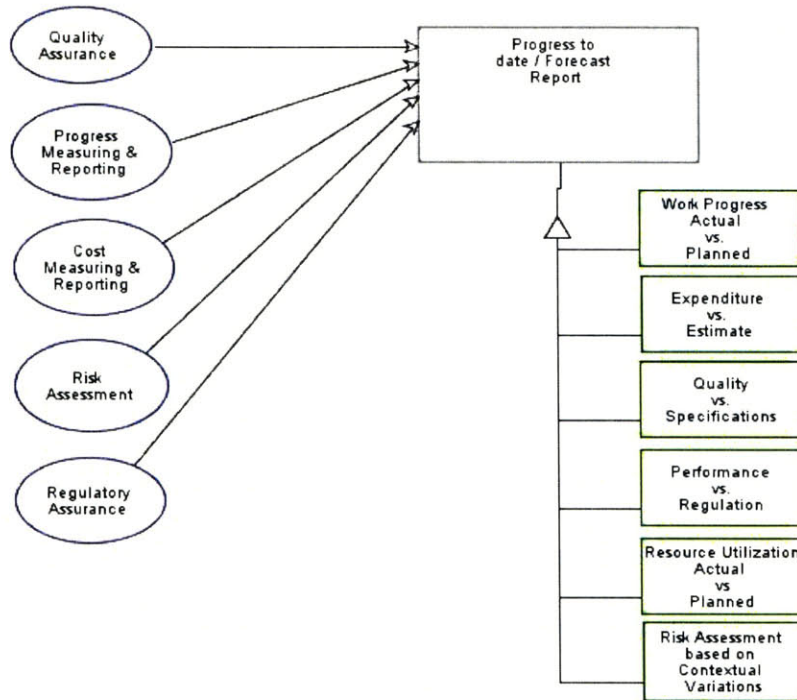 Quality
Assurance
Progress
Measuring &
Reporting
Cost
Measuring &
Reporting
Risk
Assessment
Regulatory
Assurance
Progress to
date / Forecast
Report
Work Progress
Actual
vs.
Planned
Expenditure
vs.
Estimate
Quality
vs.
Specifications
Performance
vs.
Regulation
Resource Utilization
Actual
vs
Planned
Risk Assessment
based on
Contextual
Variations